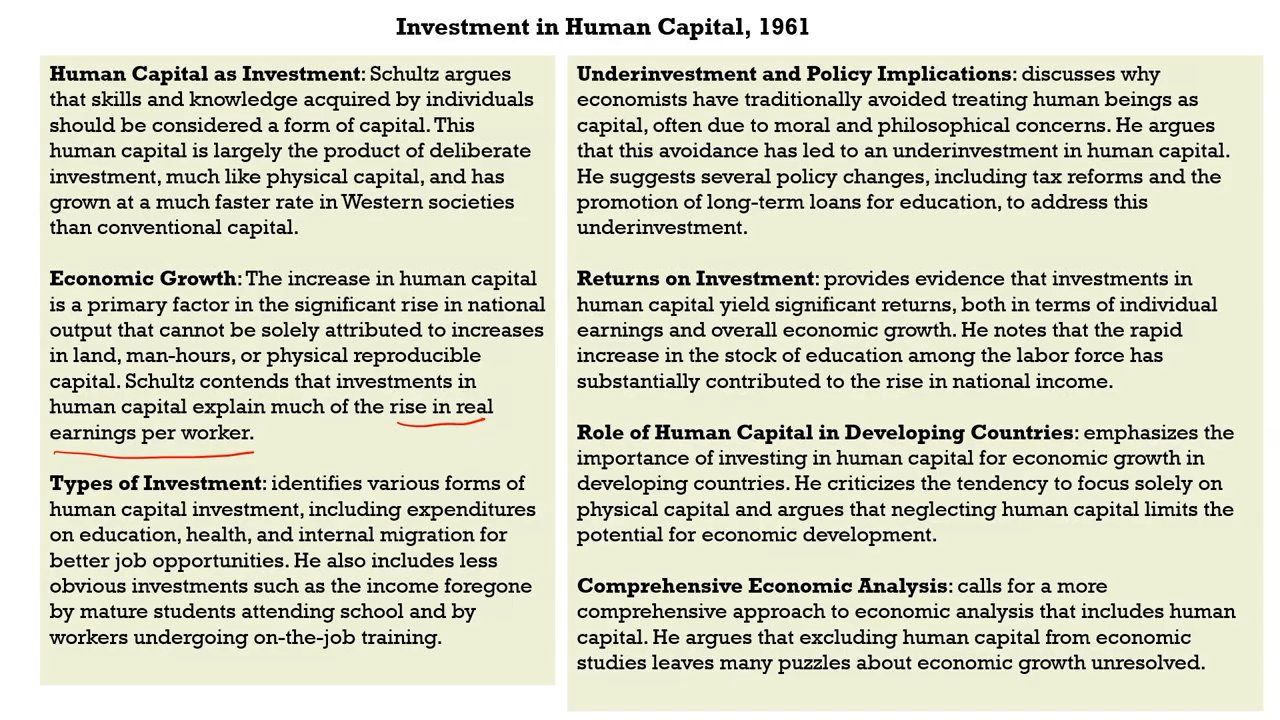 Investment in Human Capital, 1961
Human Capital as Investment: Schultz argues
that skills and knowledge acquired by individuals
should be considered a form of capital. This
human capital is largely the product of deliberate
investment, much like physical capital, and has
grown at a much faster rate in Western societies
than conventional capital.
Economic Growth: The increase in human capital
is a primary factor in the significant rise in national
output that cannot be solely attributed to increases
in land, man-hours, or physical reproducible
capital. Schultz contends that investments in
human capital explain much of the rise in real
earnings per worker.
Types of Investment: identifies various forms of
human capital investment, including expenditures
on education, health, and internal migration for
better job opportunities. He also includes less
obvious investments such as the income foregone
by mature students attending school and by
workers undergoing on-the-job training.
Underinvestment and Policy Implications: discusses why
economists have traditionally avoided treating human beings as
capital, often due to moral and philosophical concerns. He argues
that this avoidance has led to an underinvestment in human capital.
He suggests several policy changes, including tax reforms and the
promotion of long-term loans for education, to address this
underinvestment.
Returns on Investment: provides evidence that investments in
human capital yield significant returns, both in terms of individual
earnings and overall economic growth. He notes that the rapid
increase in the stock of education among the labor force has
substantially contributed to the rise in national income.
Role of Human Capital in Developing Countries: emphasizes the
importance of investing in human capital for economic growth in
developing countries. He criticizes the tendency to focus solely on
physical capital and argues that neglecting human capital limits the
potential for economic development.
Comprehensive Economic Analysis: calls for a more
comprehensive approach to economic analysis that includes human
capital. He argues that excluding human capital from economic
studies leaves many puzzles about economic growth unresolved.